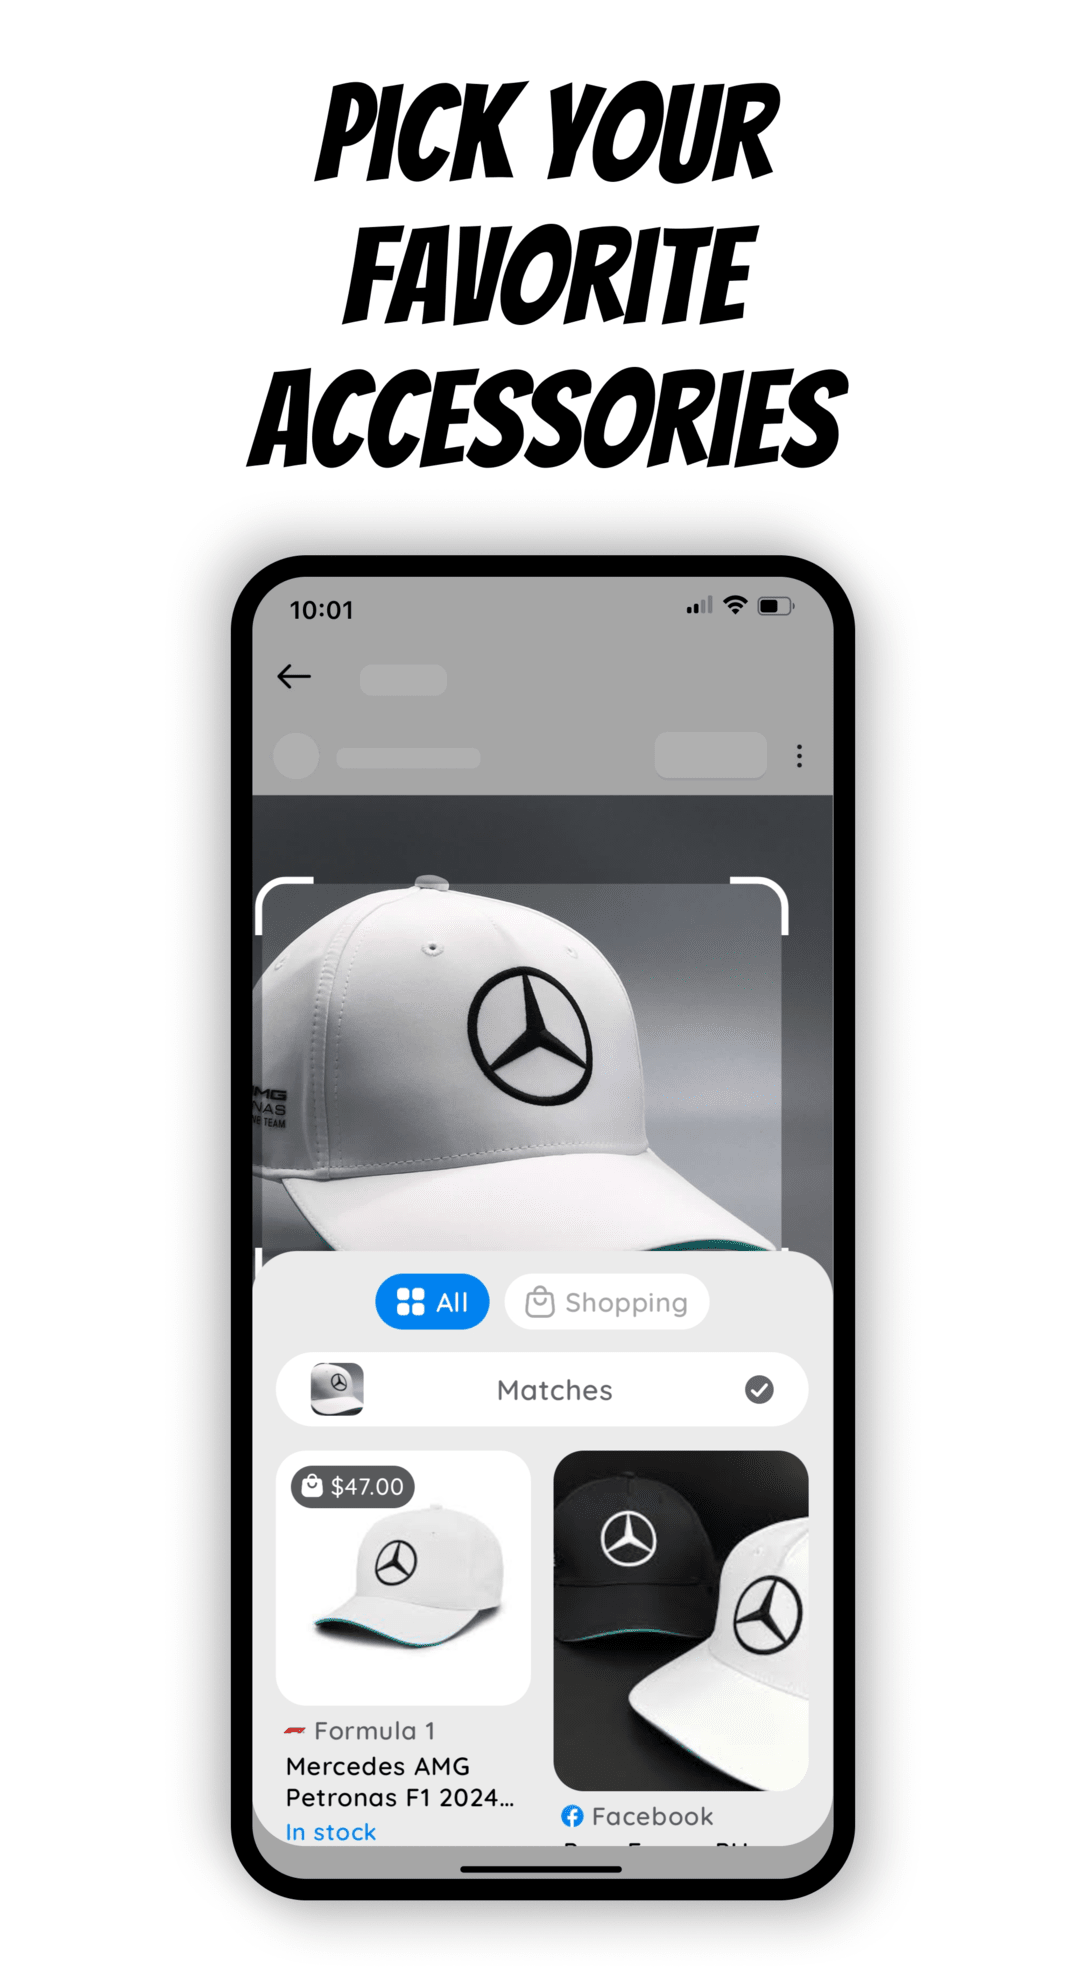 PICK YOUR
FAVORITE
ACCESSORIES
10:01
MG
NAS
TEAM
All
Shopping
Matches
$47.00
Formula 1
Mercedes AMG
Petronas F1 2024...
In stock
Facebook